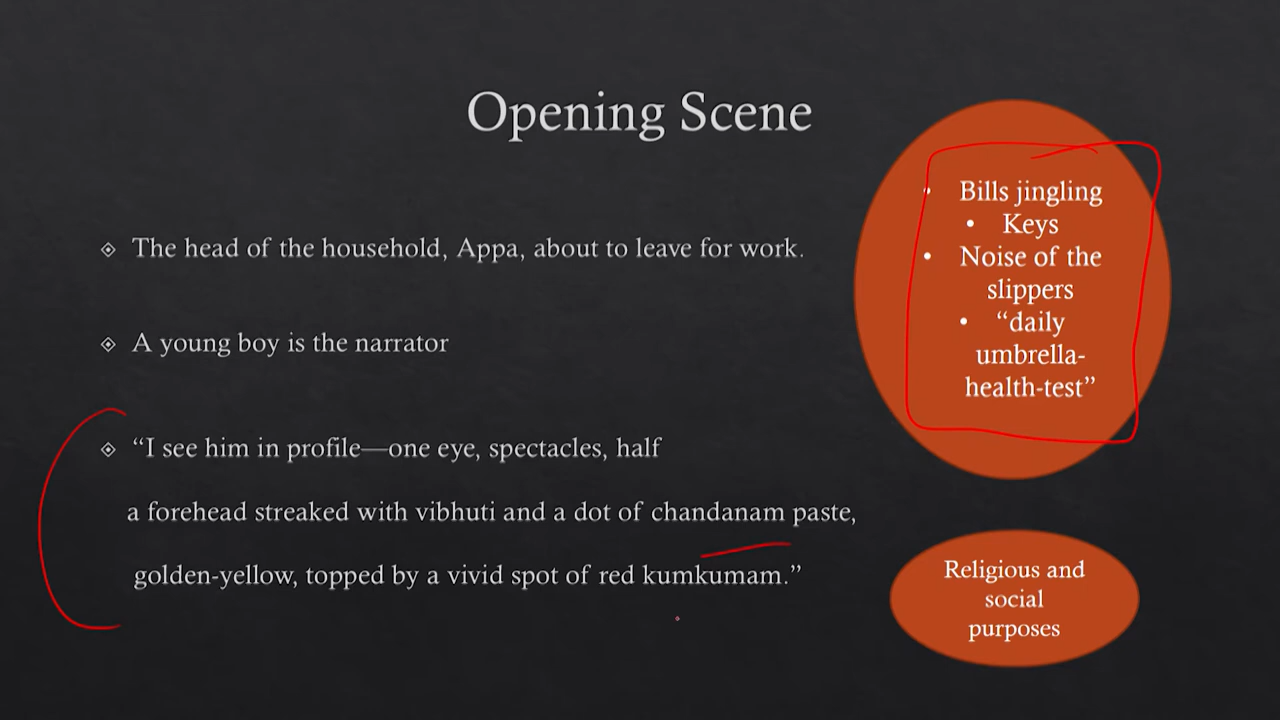 Opening Scene
◈ The head of the household, Appa, about to leave for work.
◈ A young boy is the narrator
◈ “I see him in profile—one eye, spectacles, half
a forehead streaked with vibhuti and a dot of chandanam paste,
golden-yellow, topped by a vivid spot of red kumkumam.”
• Bills jingling
• Keys
• Noise of the
slippers
• “daily
umbrella-
health-test”
Religious and
social
purposes